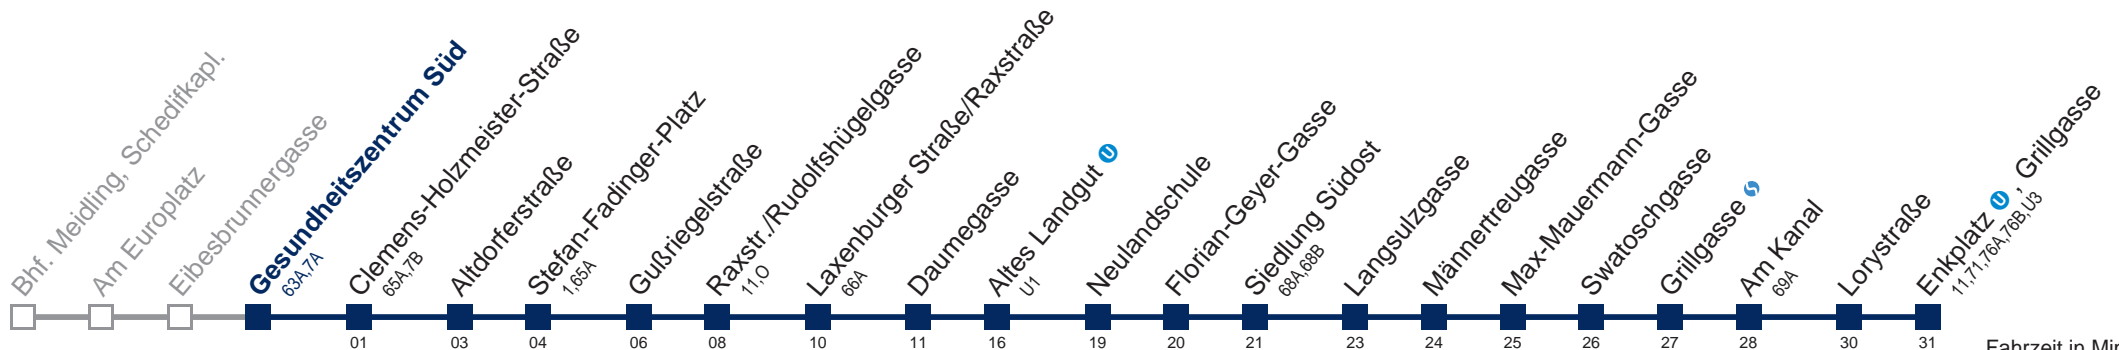 Bhf. Meidling, Schedifkapl.
Am Europlatz
Eibesbrunnergasse
Gesundheitszentrum Süd
63A,7A
Clemens-Holzmeister-Straße
65A,7B
Altdorferstraße
Stefan-Fadinger-Platz
1,65A
Gußriegelstraße
Raxstr./Rudolfshügelgasse
11,O
Laxenburger Straße/Raxstraße
66A
Daumegasse
Altes Landgut U
U1
Neulandschule
Florian-Geyer-Gasse
Siedlung Südost
68A,68B
Langsulzgasse
Männertreugasse
Max-Mauermann-Gasse
Swatoschgasse
Grillgasse S
Am Kanal
69A
Lorystraße
Enkplatz U , Grillgasse
11,71,76A,76B,U3
01 03 04 06 08 10 11 16 19 20 21 23 24 25 26 27 28 30 31
Fahrzeit in